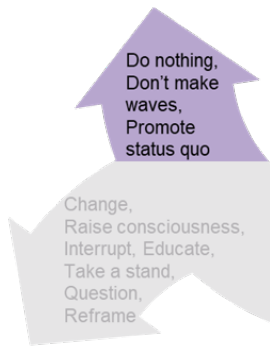 Do nothing,
Don't make
waves,
Promote
status quo
Change,
Raise consciousness,
Interrupt, Educate,
Take a stand,
Question,
Reframe